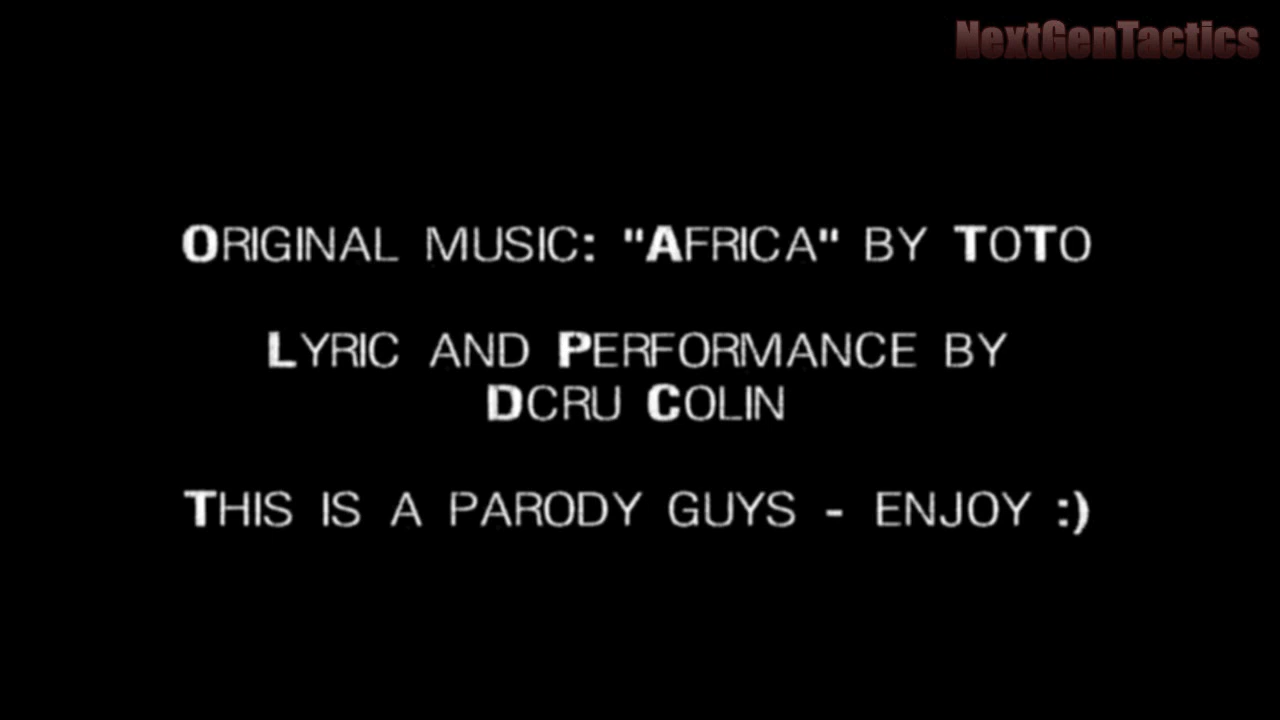 NextGenTactics
Original music: "Africa" by ToTo
Lyric and Performance by
Dcru Colin
This is a parody guys - enjoy :)